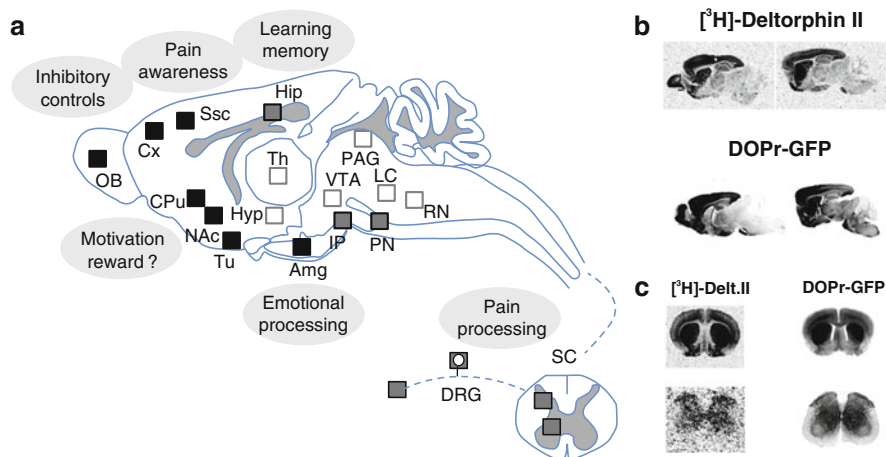 a
Inhibitory
controls
Pain
awareness
Learning
memory
OB
Cx
Ssc
Hip
Th
PAG
CPu
NAc
Tu
Hyp
VTA
LC
RN
Amg
IP
PN
Motivation
reward ?
Emotional
processing
Pain
processing
SC
DRG
b
[³H]-Deltorphin II
DOPr-GFP
c
[³H]-Delt.II
DOPr-GFP